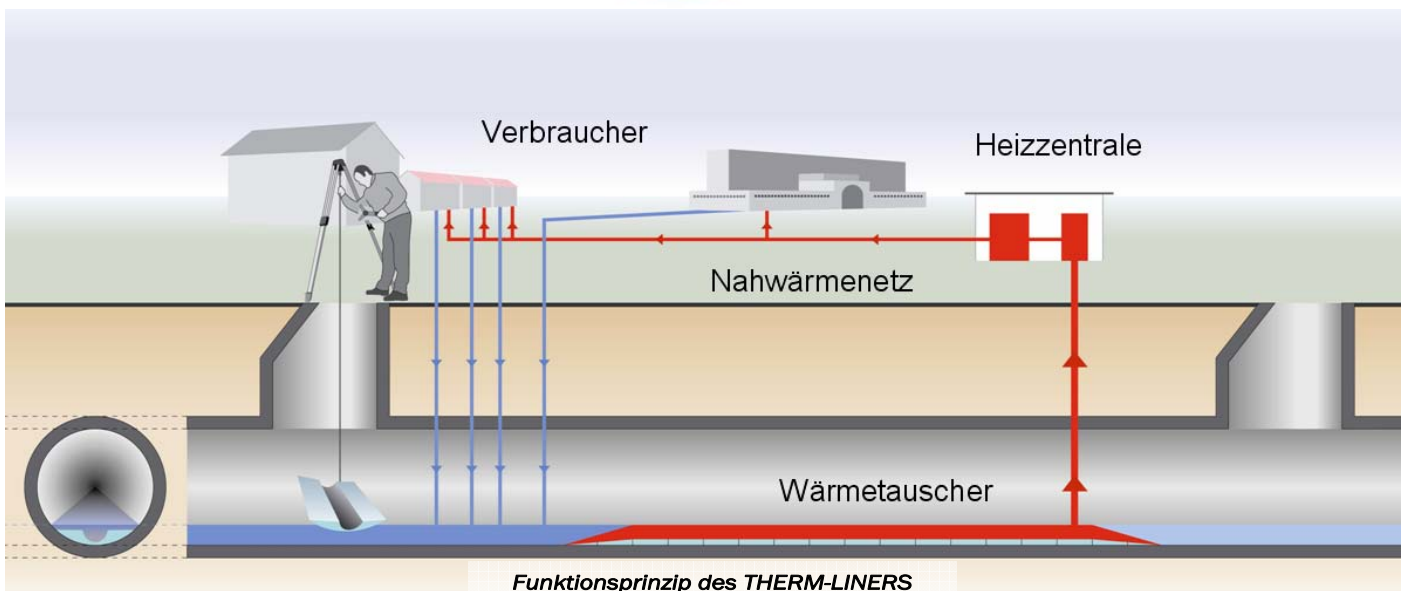 Verbraucher
Heizzentrale
Nahwärmenetz
Wärmetauscher
Funktionsprinzip des THERM-LINERS